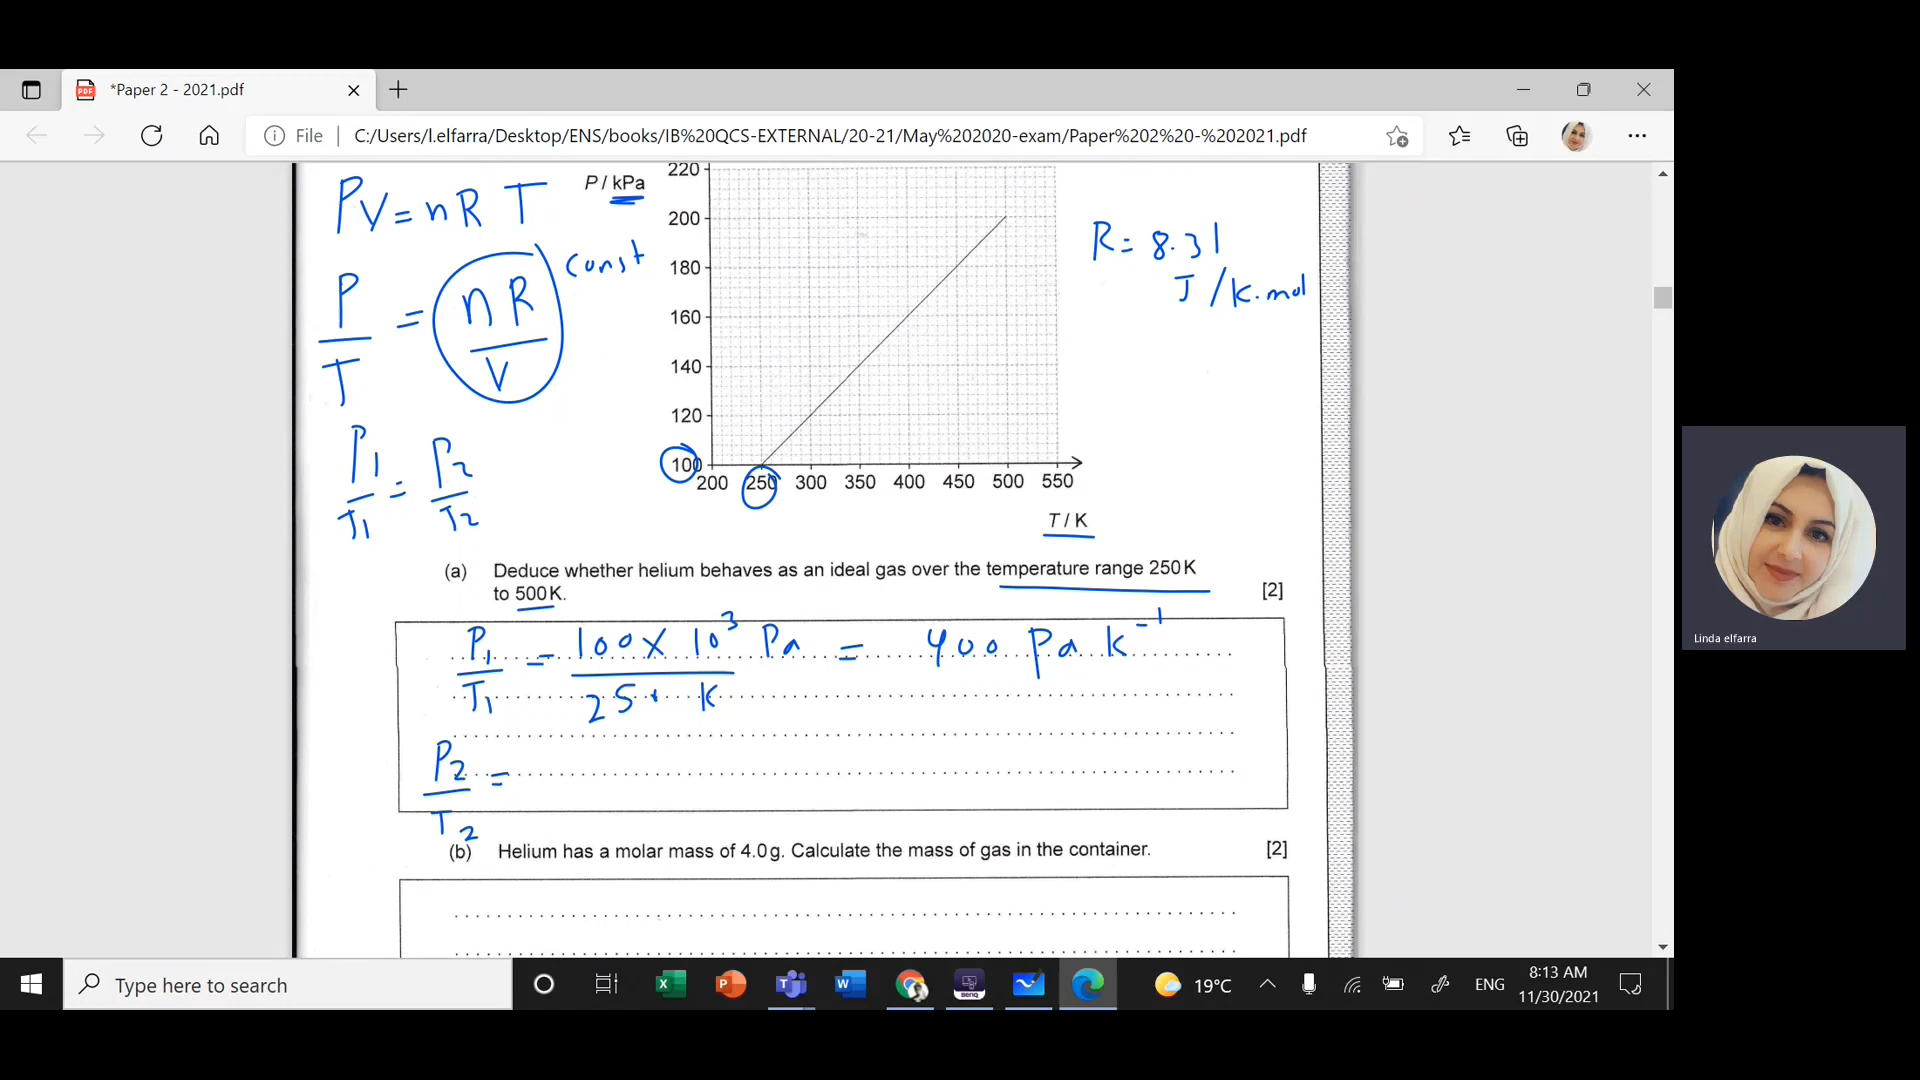 *Paper 2 - 2021.pdf
File
C:/Users/l.elfarra/Desktop/ENS/books/IB%20QCS-EXTERNAL/20-21/May%202020-exam/Paper%202%20-%202021.pdf
PV = nRT
P / kPa
220
200
180
160
140
120
100
200 250 300 350 400 450 500 550
T / K
P/T = nR/V const
P1/T1 = P2/T2
R = 8.31
J/K.mol
(a) Deduce whether helium behaves as an ideal gas over the temperature range 250 K
to 500 K. [2]
P1/T1 = 100 x 10³ Pa / 250 K = 400 Pa K⁻¹
P2/T2 =
(b) Helium has a molar mass of 4.0 g. Calculate the mass of gas in the container. [2]
Linda elfarra
Type here to search
19°C
ENG
8:13 AM
11/30/2021